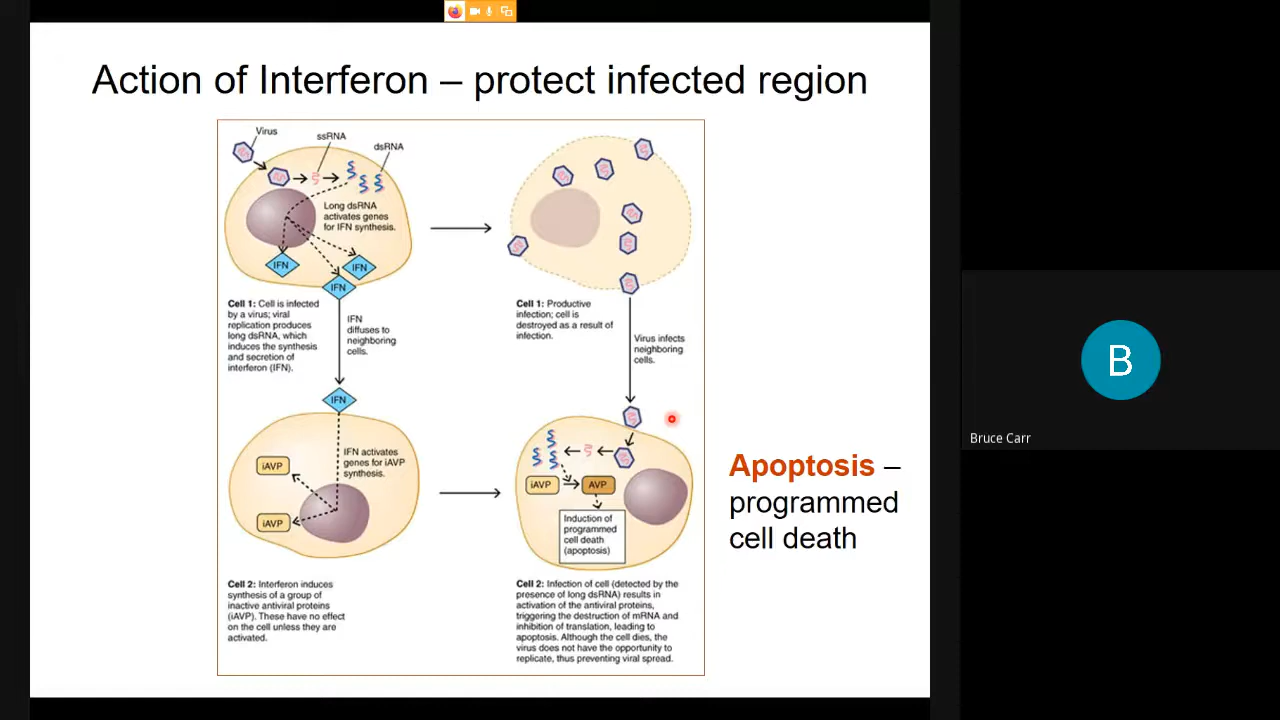 Action of Interferon – protect infected region
Virus
ssRNA
dsRNA
Long dsRNA
activates genes
for IFN synthesis.
IFN
IFN
IFN
Cell 1: Cell is infected
by a virus; viral
replication produces
long dsRNA, which
induces the synthesis
and secretion of
interferon (IFN).
IFN
diffuses to
neighboring
cells.
Cell 1: Productive
infection; cell is
destroyed as a result of
infection.
Virus infects
neighboring
cells.
IFN
IFN activates
genes for iAVP
synthesis.
iAVP
iAVP
Cell 2: Interferon induces
synthesis of a group of
inactive antiviral proteins
(iAVP). These have no effect
on the cell unless they are
activated.
iAVP
AVP
Induction of
programmed
cell death
(apoptosis)
Cell 2: Infection of cell (detected by the
presence of long dsRNA) results in
activation of the antiviral proteins,
triggering the destruction of mRNA and
inhibition of translation, leading to
apoptosis. Although the cell dies, the
virus does not have the opportunity to
replicate, thus preventing viral spread.
Apoptosis –
programmed
cell death
B
Bruce Carr